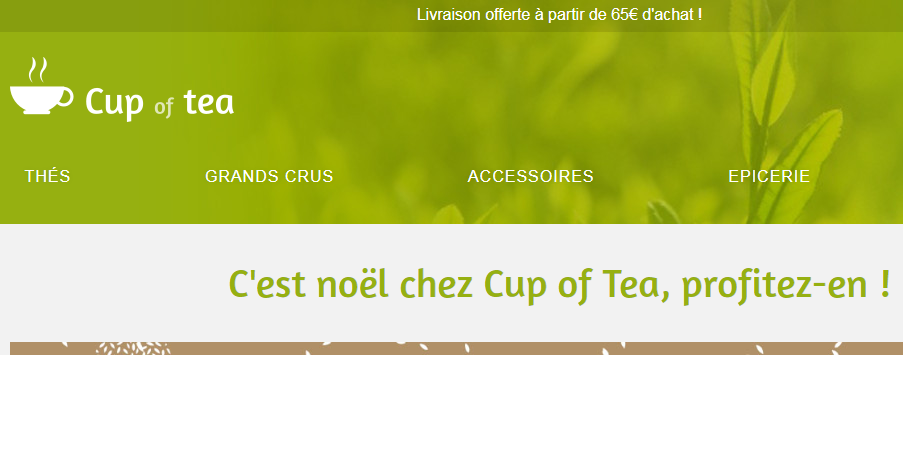 Livraison offerte à partir de 65€ d'achat !
Cup of tea
THÉS GRANDS CRUS ACCESSOIRES EPICERIE
C'est noël chez Cup of Tea, profitez-en !